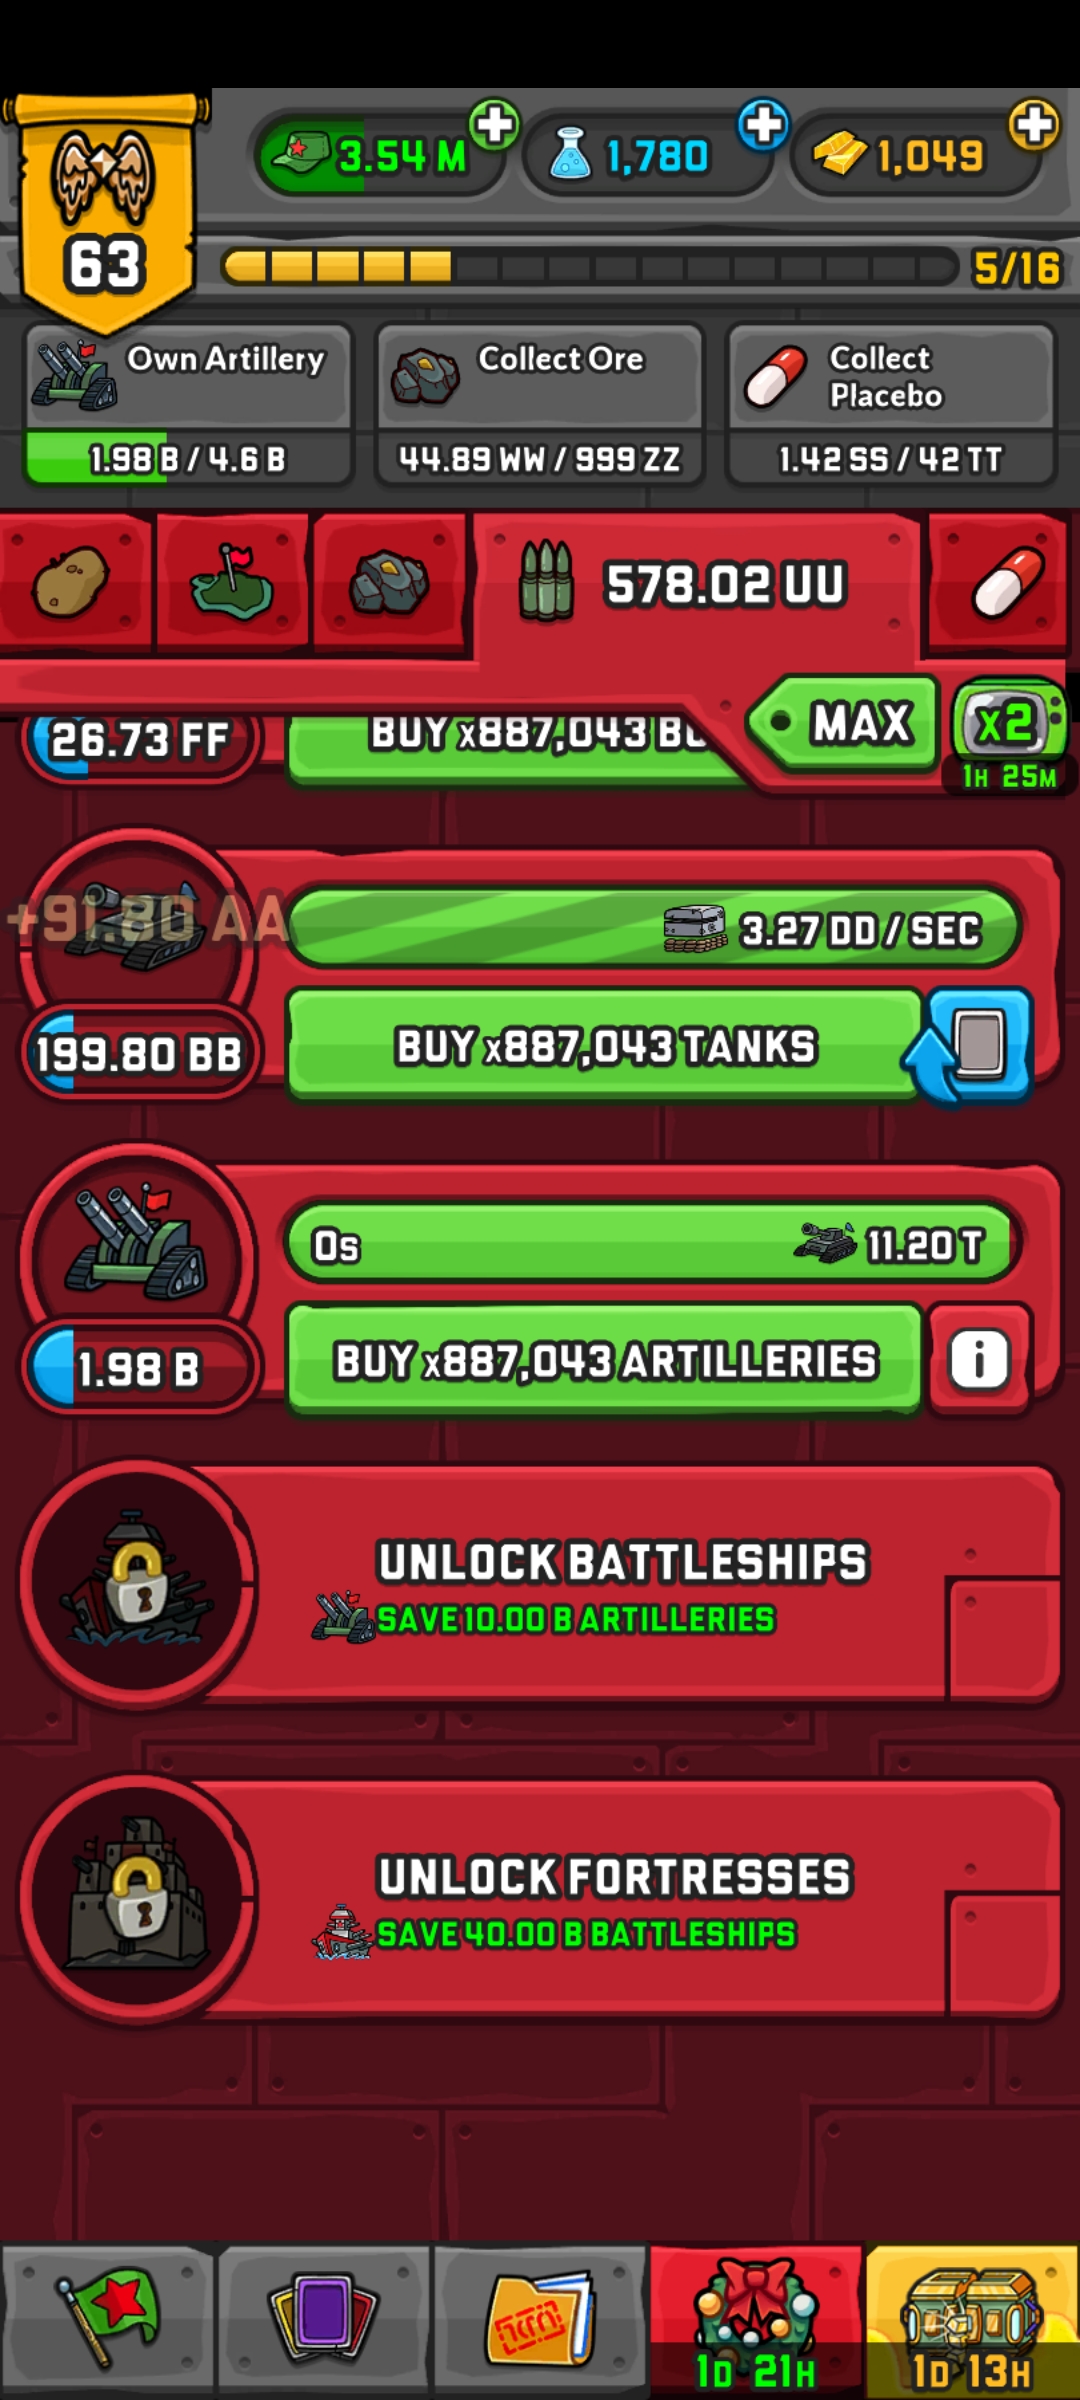 3.54 M
1,780
1,049
63
5/16
Own Artillery
Collect Ore
Collect
Placebo
1.98 B / 4.6 B
44.89 WW / 999 ZZ
1.42 SS / 42 TT
578.02 UU
MAX
X2
1H 25M
26.73 FF
BUY x887,043
+91.80 AA
3.27 DD / SEC
199.80 BB
BUY x887,043 TANKS
0s
11.20 T
1.98 B
BUY x887,043 ARTILLERIES
i
UNLOCK BATTLESHIPS
SAVE 10.00 B ARTILLERIES
UNLOCK FORTRESSES
SAVE 40.00 B BATTLESHIPS
1D 21H
1D 13H